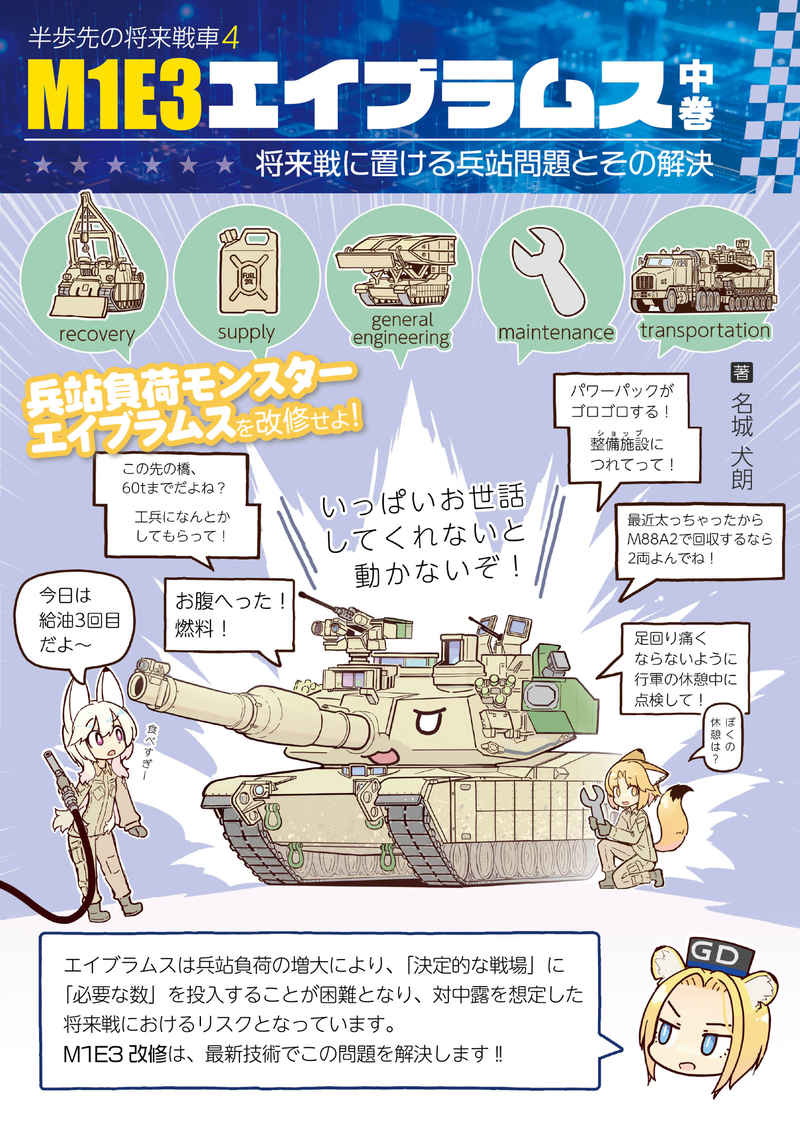 半歩先の将来戦車4
M1E3エイブラムス 中巻
将来戦に置ける兵站問題とその解決
recovery
supply
general
engineering
maintenance
transportation
兵站負荷モンスター
エイブラムスを改修せよ！
著 名城 犬朗
パワーパックが
ゴロゴロする！
整備施設に
ショップ
つれてって！
この先の橋、
60tまでだよね？
工兵になんとか
してもらって！
いっぱいお世話
してくれないと
動かないぞ！
最近太っちゃったから
M88A2で回収するなら
2両よんでね！
今日は
給油3回目
だよ～
お腹へった！
燃料！
足回り痛く
ならないように
行軍の休憩中に
点検して！
ぼくの
休憩は？
食べすぎー
GD
エイブラムスは兵站負荷の増大により、「決定的な戦場」に
「必要な数」を投入することが困難となり、対中露を想定した
将来戦におけるリスクとなっています。
M1E3 改修は、最新技術でこの問題を解決します!!